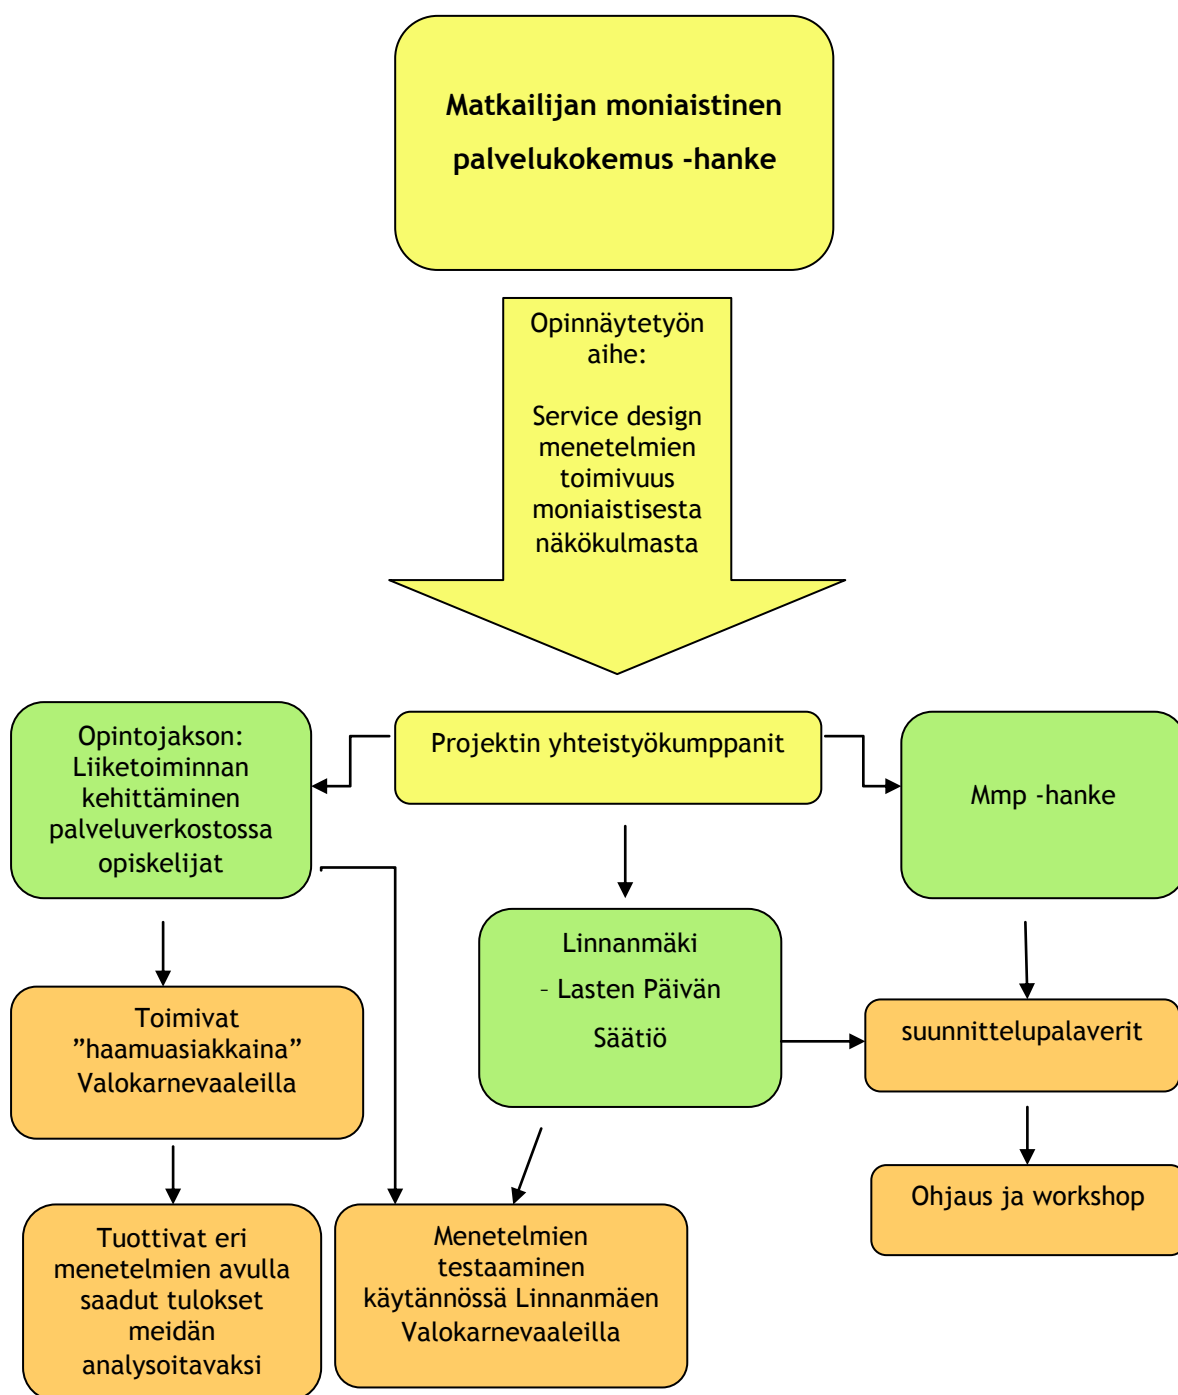 Matkailijan moniaistinen
palvelukokemus -hanke
Opinnäytetyön
aihe:
Service design
menetelmien
toimivuus
moniaistisesta
näkökulmasta
Opintojakson:
Liiketoiminnan
kehittäminen
palveluverkostossa
opiskelijat
Projektin yhteistyökumppanit
Mmp -hanke
Linnanmäki
– Lasten Päivän
Säätiö
Toimivat
”haamuasiakkaina”
Valokarnevaaleilla
suunnittelupalaverit
Ohjaus ja workshop
Tuottivat eri
menetelmien avulla
saadut tulokset
meidän
analysoitavaksi
Menetelmien
testaaminen
käytännössä Linnanmäen
Valokarnevaaleilla